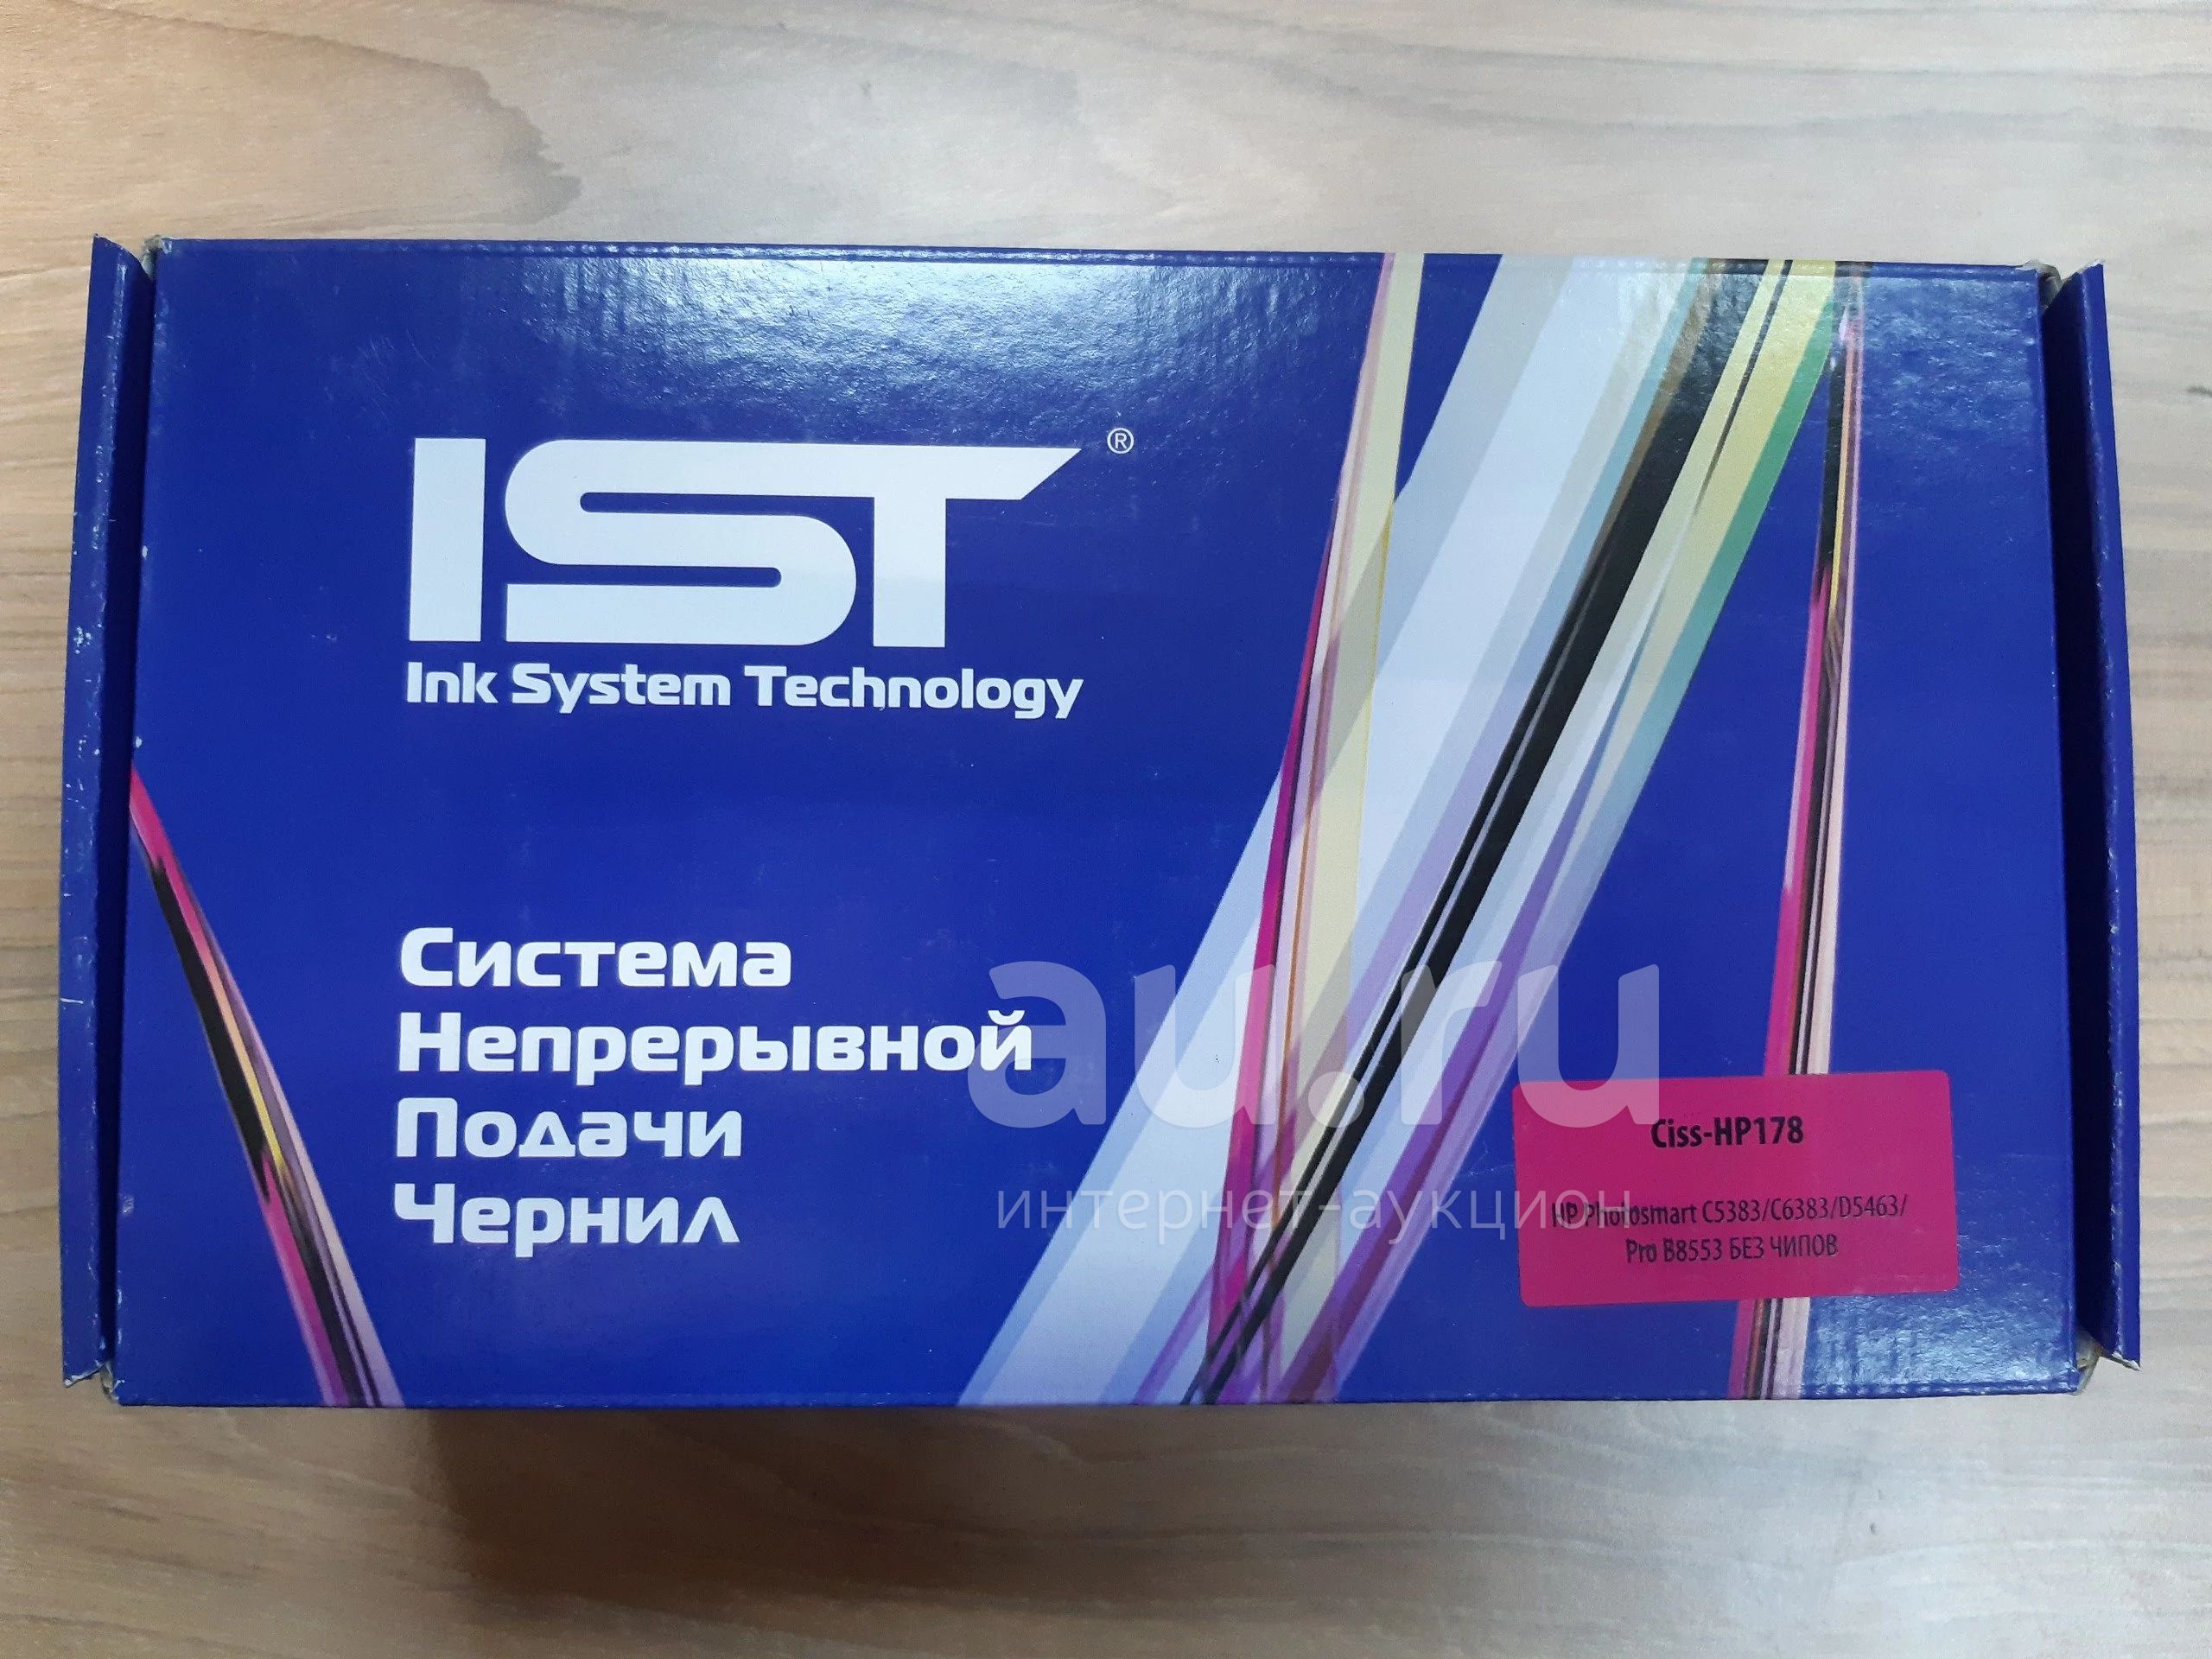 IST®
Ink System Technology
Система
Непрерывной
Подачи
Чернил
au.ru
интернет-аукцион
Ciss-HP178
HP Photosmart C5383/C6383/D5463/
Pro B8553 БЕЗ ЧИПОВ